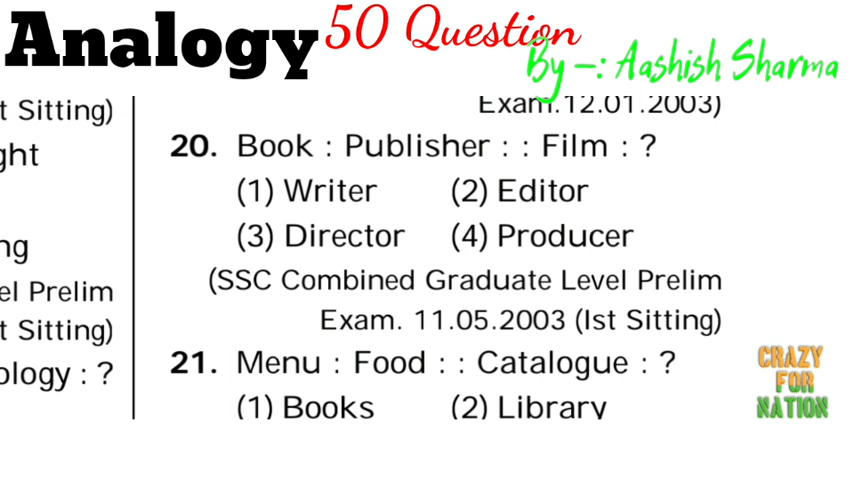 Analogy 50 Question
By -: Aashish Sharma
t Sitting)
ght
ng
el Prelim
t Sitting)
ology : ?
Exam.12.01.2003)
20. Book : Publisher : : Film : ?
(1) Writer (2) Editor
(3) Director (4) Producer
(SSC Combined Graduate Level Prelim
Exam. 11.05.2003 (Ist Sitting)
21. Menu : Food : : Catalogue : ?
(1) Books (2) Library
CRAZY
FOR
NATION